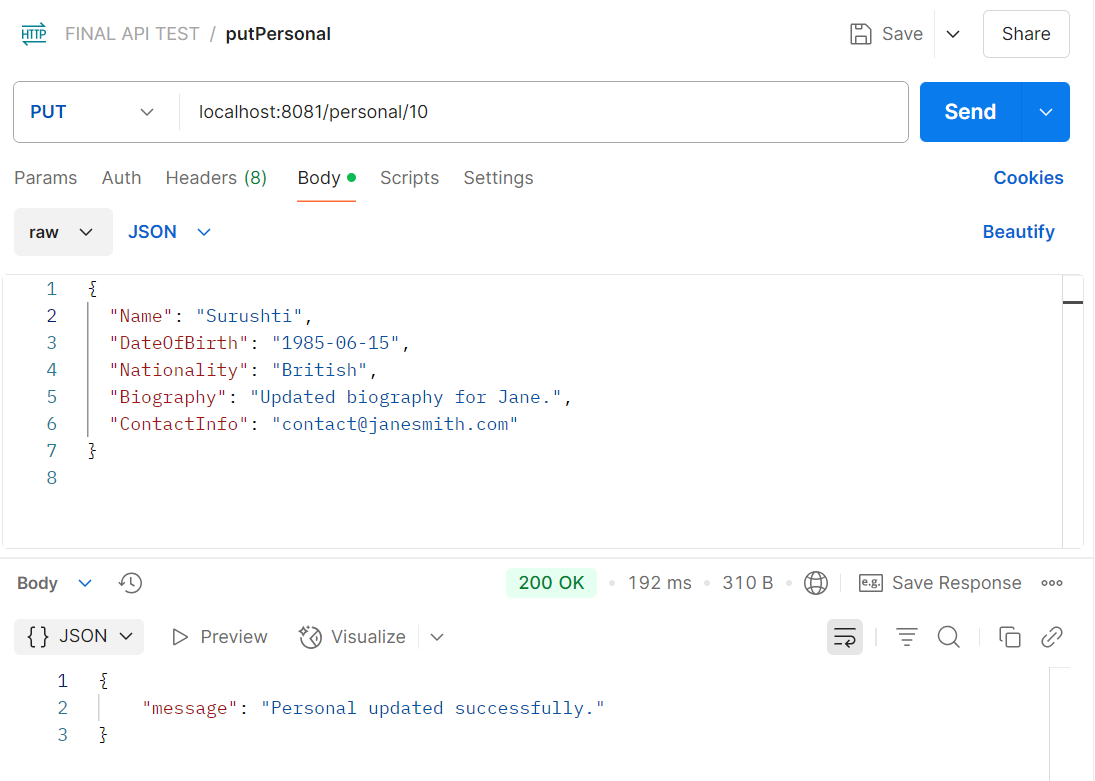 HTTP FINAL API TEST / putPersonal Save Share
PUT localhost:8081/personal/10 Send
Params Auth Headers (8) Body Scripts Settings Cookies
raw JSON Beautify
1 {
2 "Name": "Surushti",
3 "DateOfBirth": "1985-06-15",
4 "Nationality": "British",
5 "Biography": "Updated biography for Jane.",
6 "ContactInfo": "contact@janesmith.com"
7 }
8
Body 200 OK • 192 ms • 310 B • e.g. Save Response
{} JSON Preview Visualize
1 {
2 "message": "Personal updated successfully."
3 }